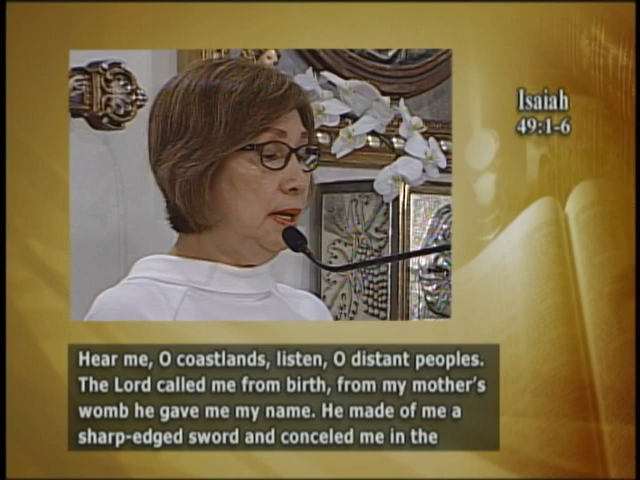 Isaiah
49:1-6
Hear me, O coastlands, listen, O distant peoples.
The Lord called me from birth, from my mother's
womb he gave me my name. He made of me a
sharp-edged sword and conceled me in the